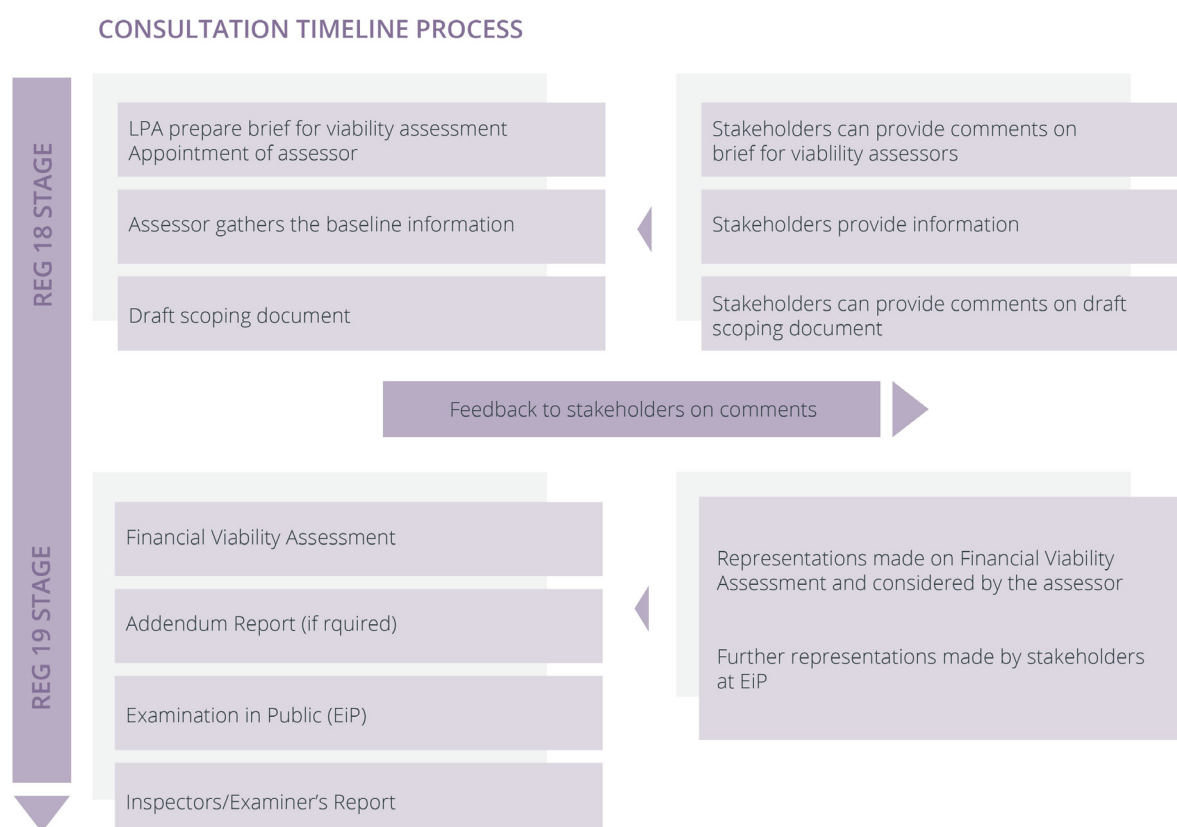 CONSULTATION TIMELINE PROCESS
REG 18 STAGE
LPA prepare brief for viability assessment
Appointment of assessor
Stakeholders can provide comments on
brief for viablility assessors
Assessor gathers the baseline information
Stakeholders provide information
Draft scoping document
Stakeholders can provide comments on draft
scoping document
Feedback to stakeholders on comments
REG 19 STAGE
Financial Viability Assessment
Addendum Report (if rquired)
Examination in Public (EiP)
Inspectors/Examiner’s Report
Representations made on Financial Viability
Assessment and considered by the assessor
Further representations made by stakeholders
at EiP